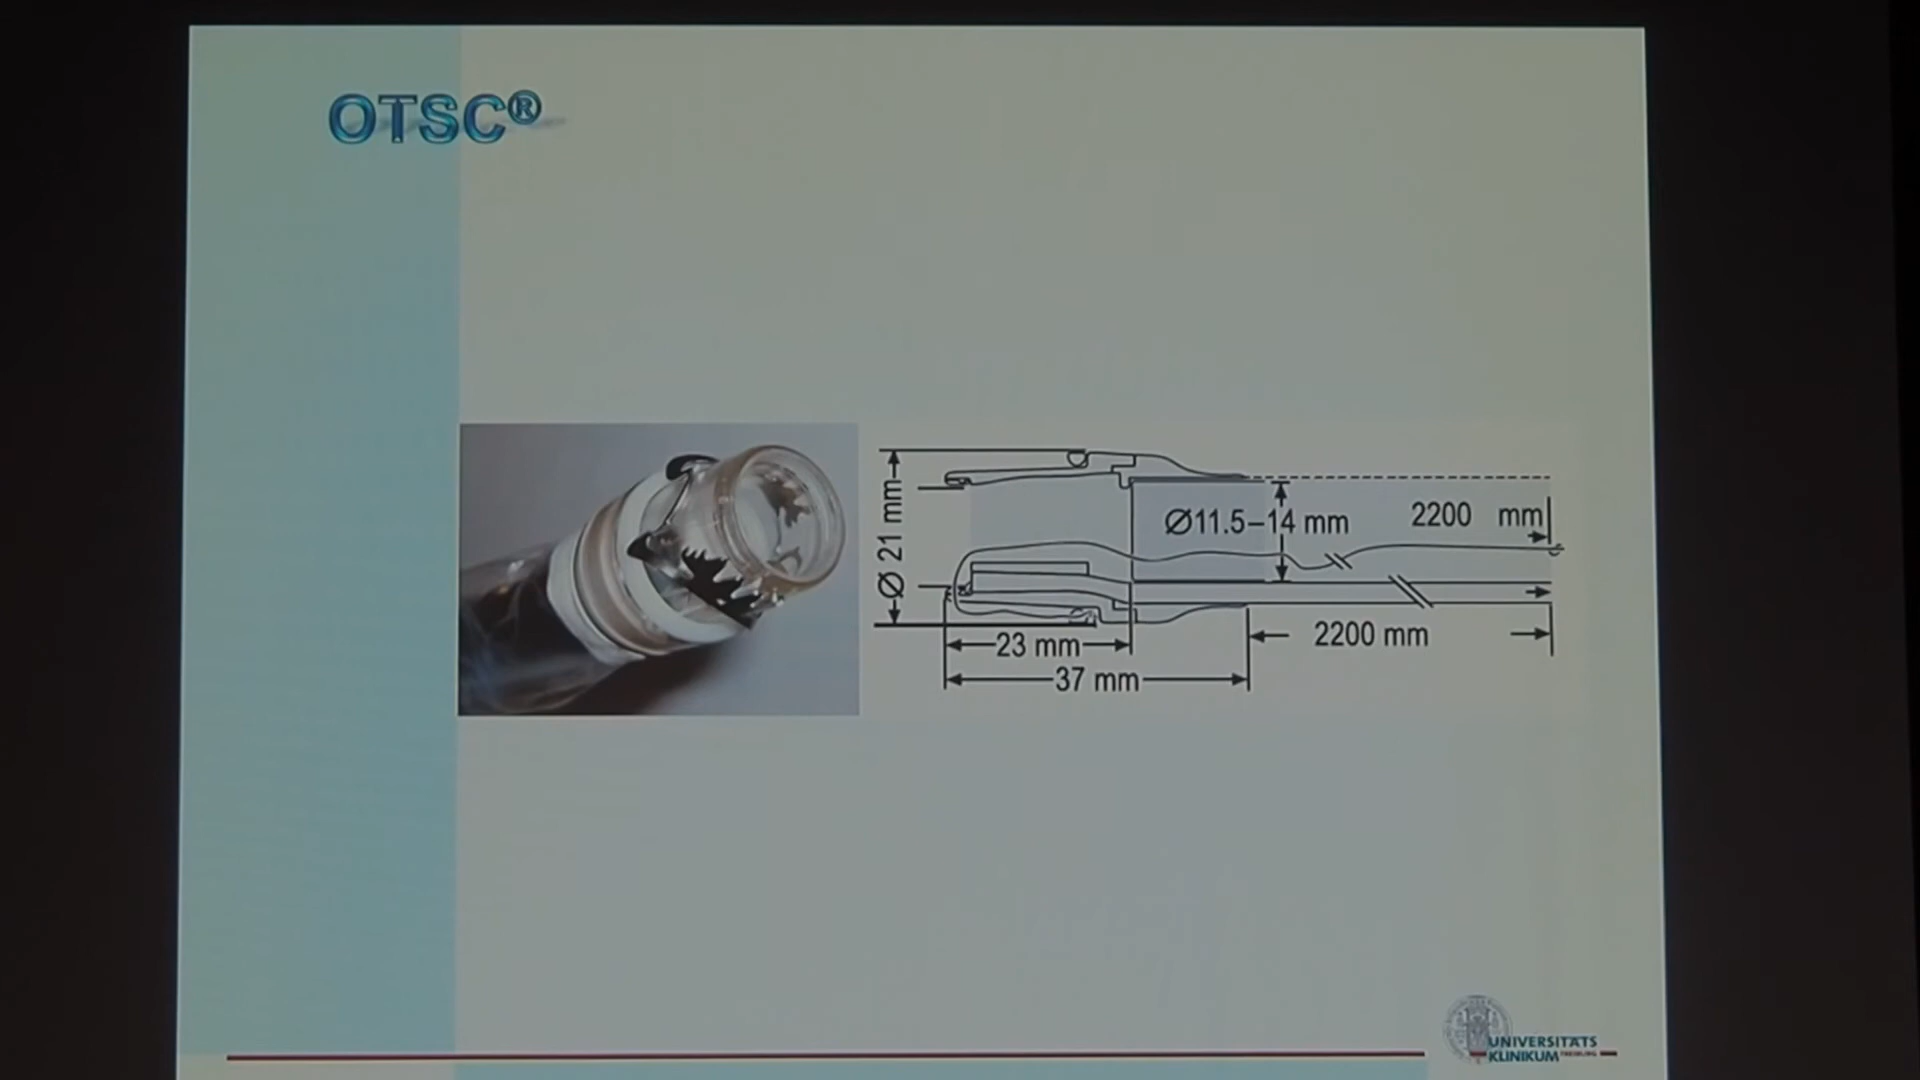 OTSC®
Ø 21 mm
Ø11.5–14 mm
2200 mm
23 mm
2200 mm
37 mm
UNIVERSITÄTS
KLINIKUM